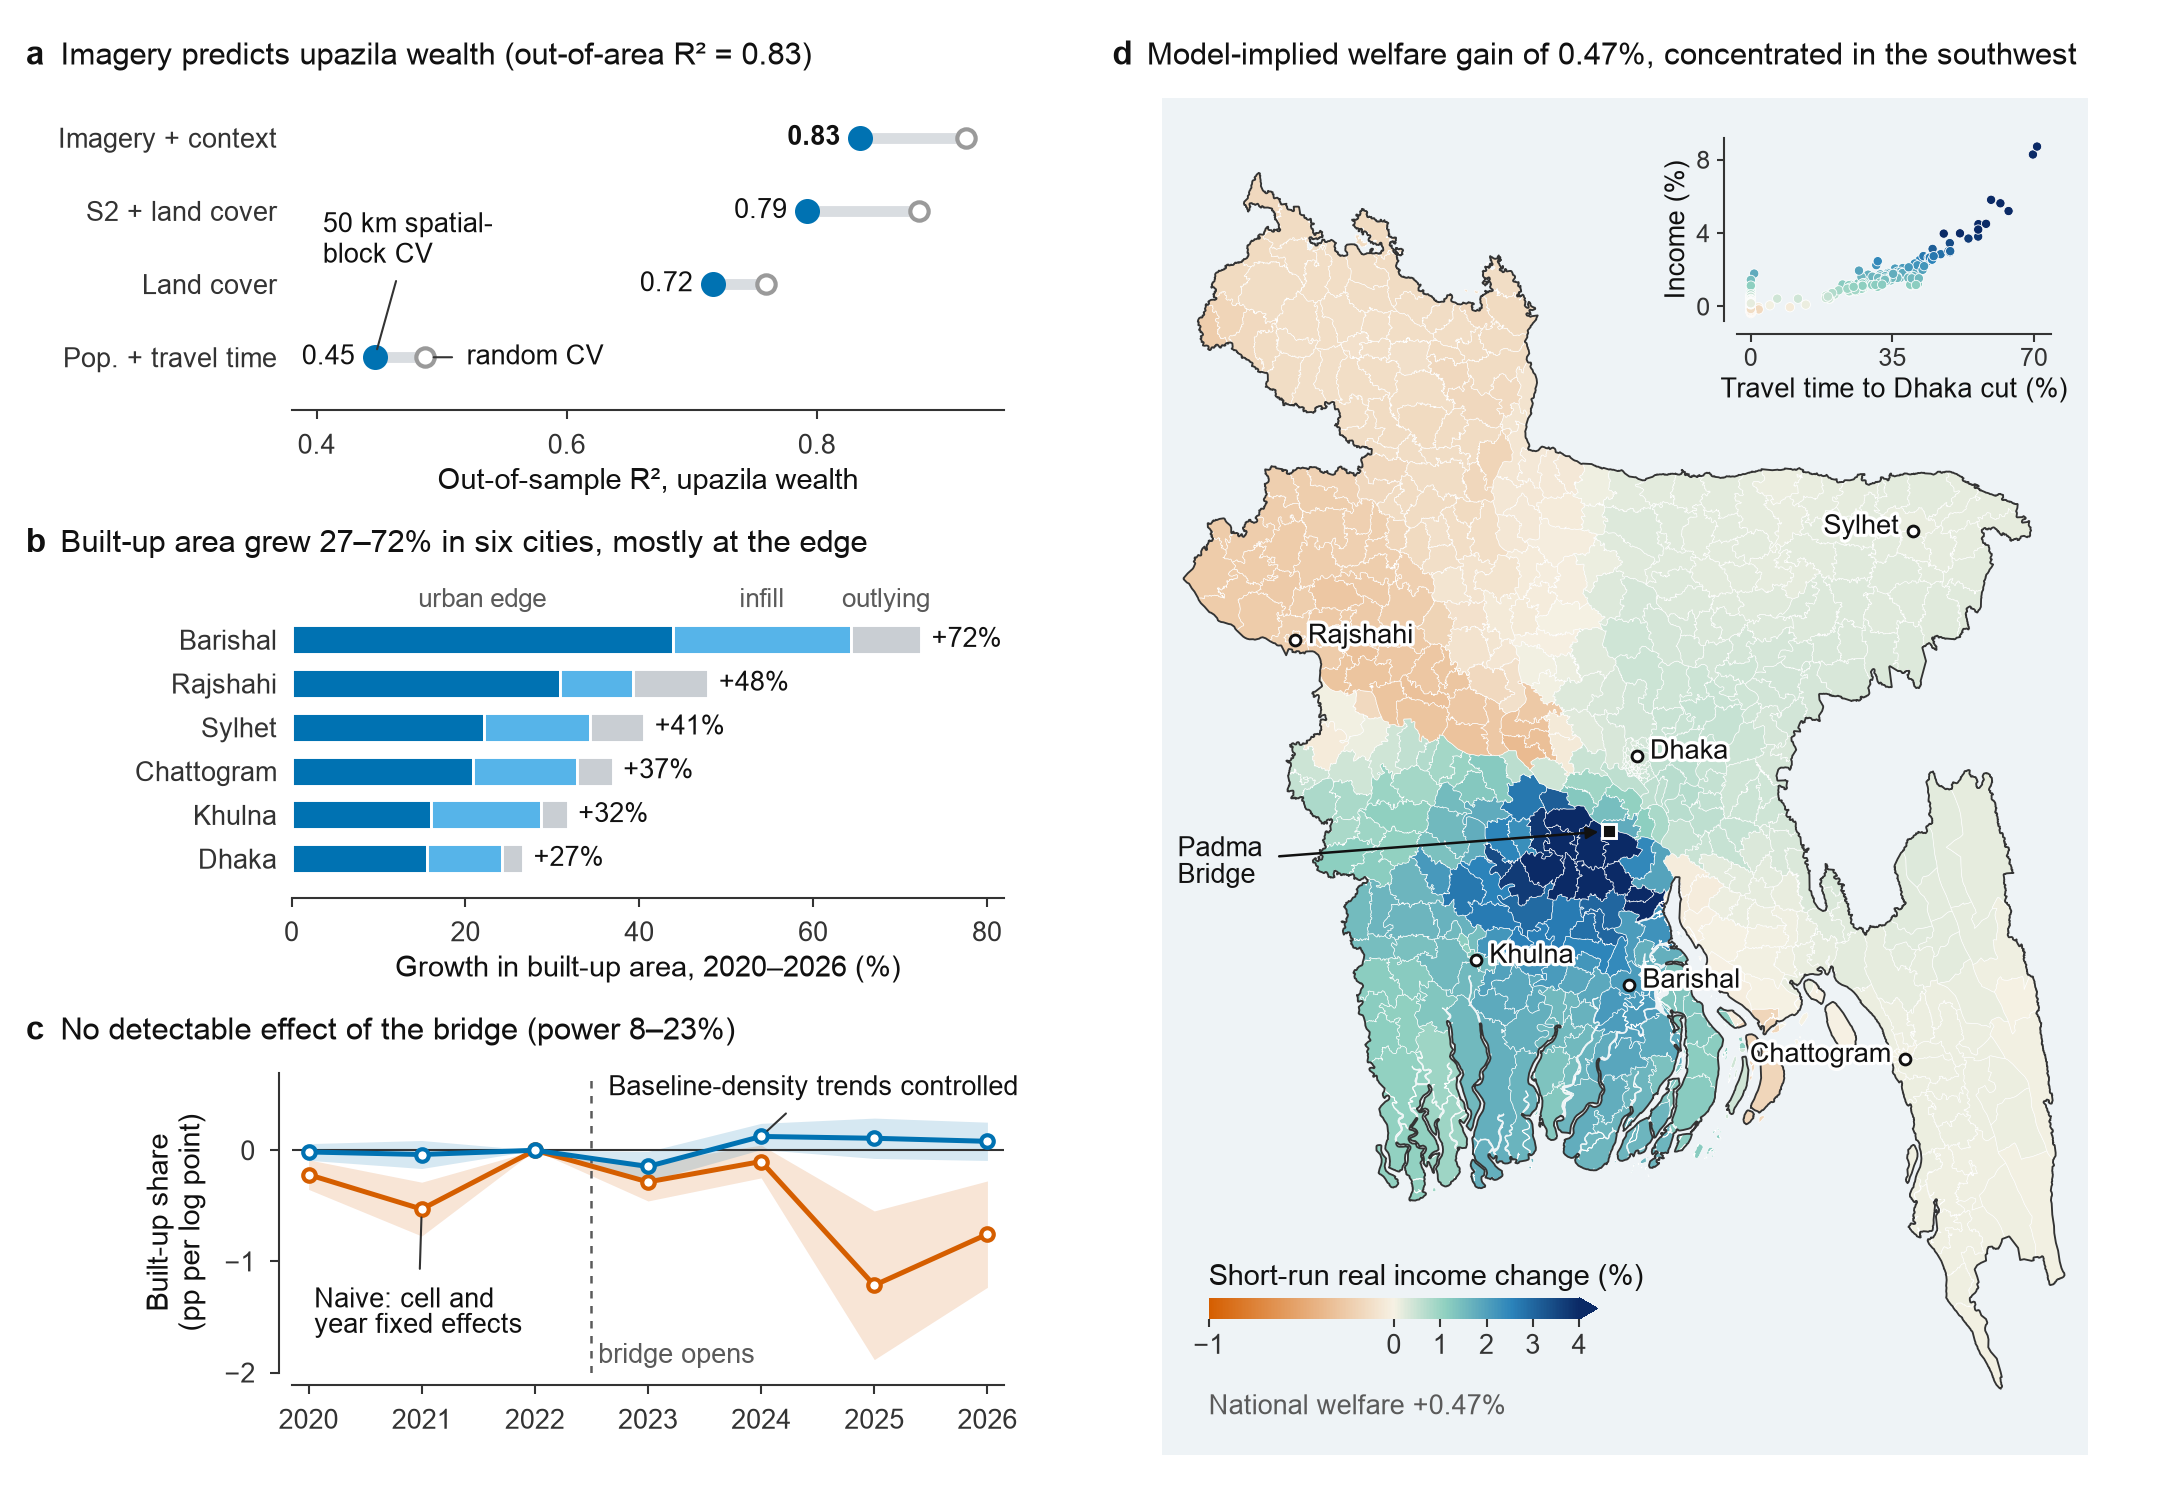 a Imagery predicts upazila wealth (out-of-area R² = 0.83)
Imagery + context
0.83
S2 + land cover
0.79
50 km spatial-
block CV
Land cover
0.72
Pop. + travel time
0.45
random CV
0.4 0.6 0.8
Out-of-sample R², upazila wealth
b Built-up area grew 27–72% in six cities, mostly at the edge
urban edge infill outlying
Barishal +72%
Rajshahi +48%
Sylhet +41%
Chattogram +37%
Khulna +32%
Dhaka +27%
0 20 40 60 80
Growth in built-up area, 2020–2026 (%)
c No detectable effect of the bridge (power 8–23%)
Baseline-density trends controlled
Built-up share
(pp per log point)
0
−1
−2
Naive: cell and
year fixed effects
bridge opens
2020 2021 2022 2023 2024 2025 2026
d Model-implied welfare gain of 0.47%, concentrated in the southwest
Income (%)
8
4
0
0 35 70
Travel time to Dhaka cut (%)
Sylhet
Rajshahi
Dhaka
Padma
Bridge
Khulna
Barishal
Chattogram
Short-run real income change (%)
−1 0 1 2 3 4
National welfare +0.47%